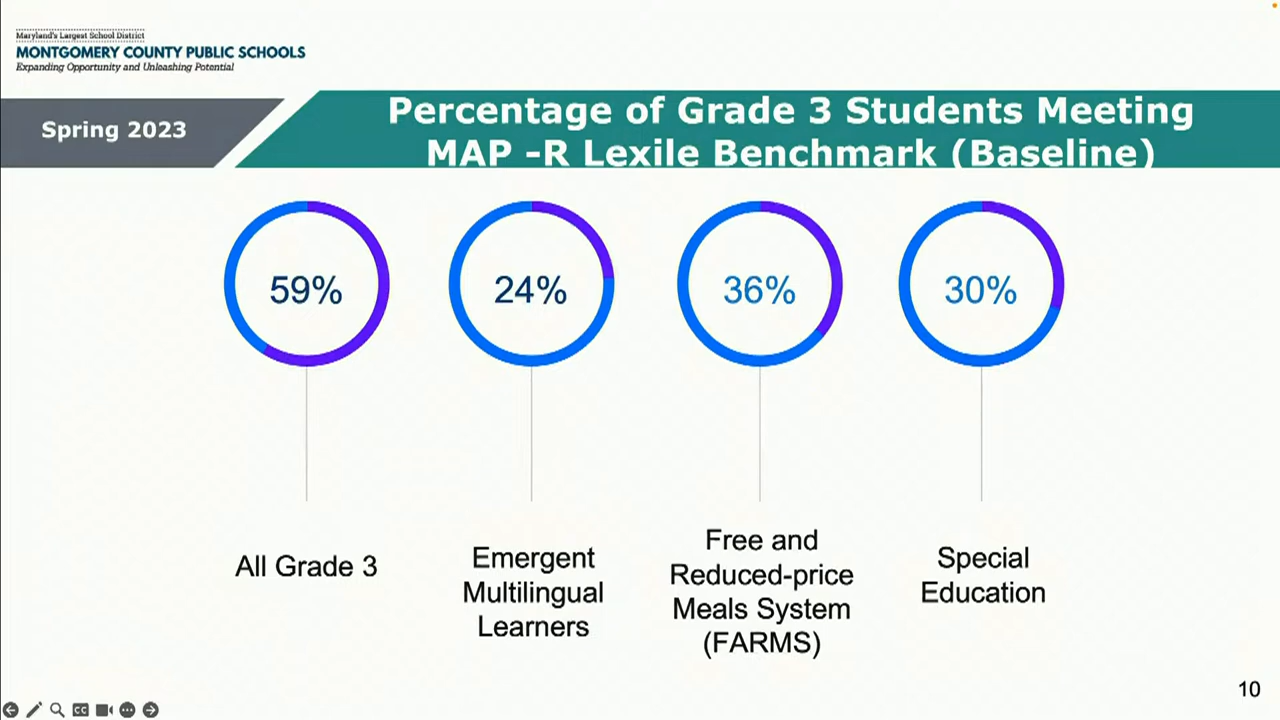 Maryland's Largest School District
MONTGOMERY COUNTY PUBLIC SCHOOLS
Expanding Opportunity and Unleashing Potential
Spring 2023
Percentage of Grade 3 Students Meeting
MAP -R Lexile Benchmark (Baseline)
59%
24%
36%
30%
All Grade 3
Emergent
Multilingual
Learners
Free and
Reduced-price
Meals System
(FARMS)
Special
Education
10
CC